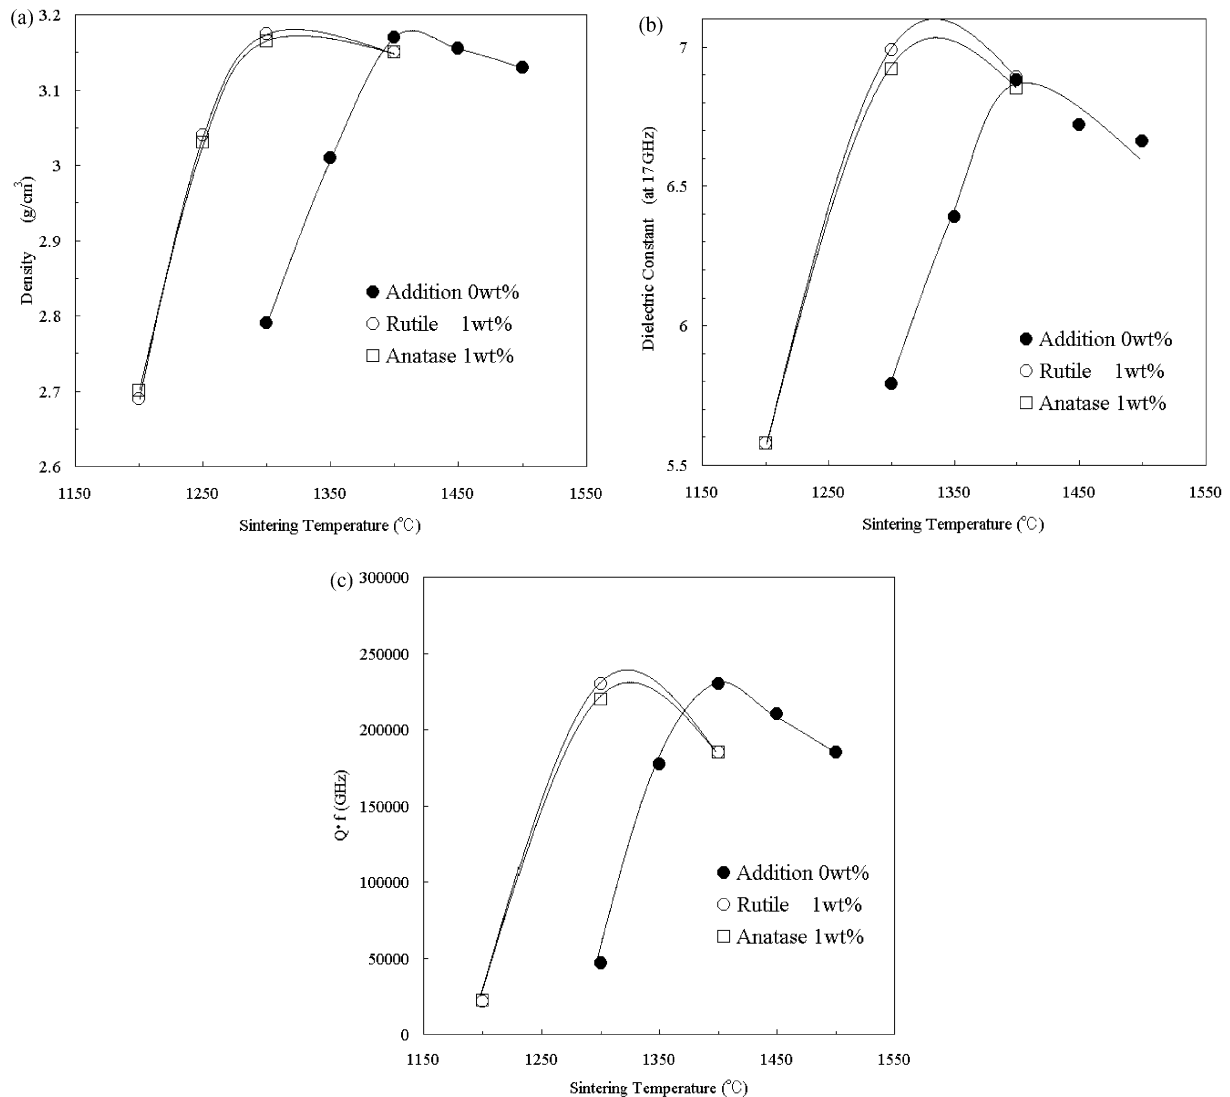 (a)
3.2
3.1
3
2.9
2.8
2.7
2.6
Density (g/cm³)
Addition 0wt%
Rutile 1wt%
Anatase 1wt%
1150 1250 1350 1450 1550
Sintering Temperature (℃)
(b)
7
6.5
6
5.5
Dielectric Constant (at 17GHz)
Addition 0wt%
Rutile 1wt%
Anatase 1wt%
1150 1250 1350 1450 1550
Sintering Temperature (℃)
(c)
300000
250000
200000
150000
100000
50000
0
Q・f (GHz)
Addition 0wt%
Rutile 1wt%
Anatase 1wt%
1150 1250 1350 1450 1550
Sintering Temperature (℃)